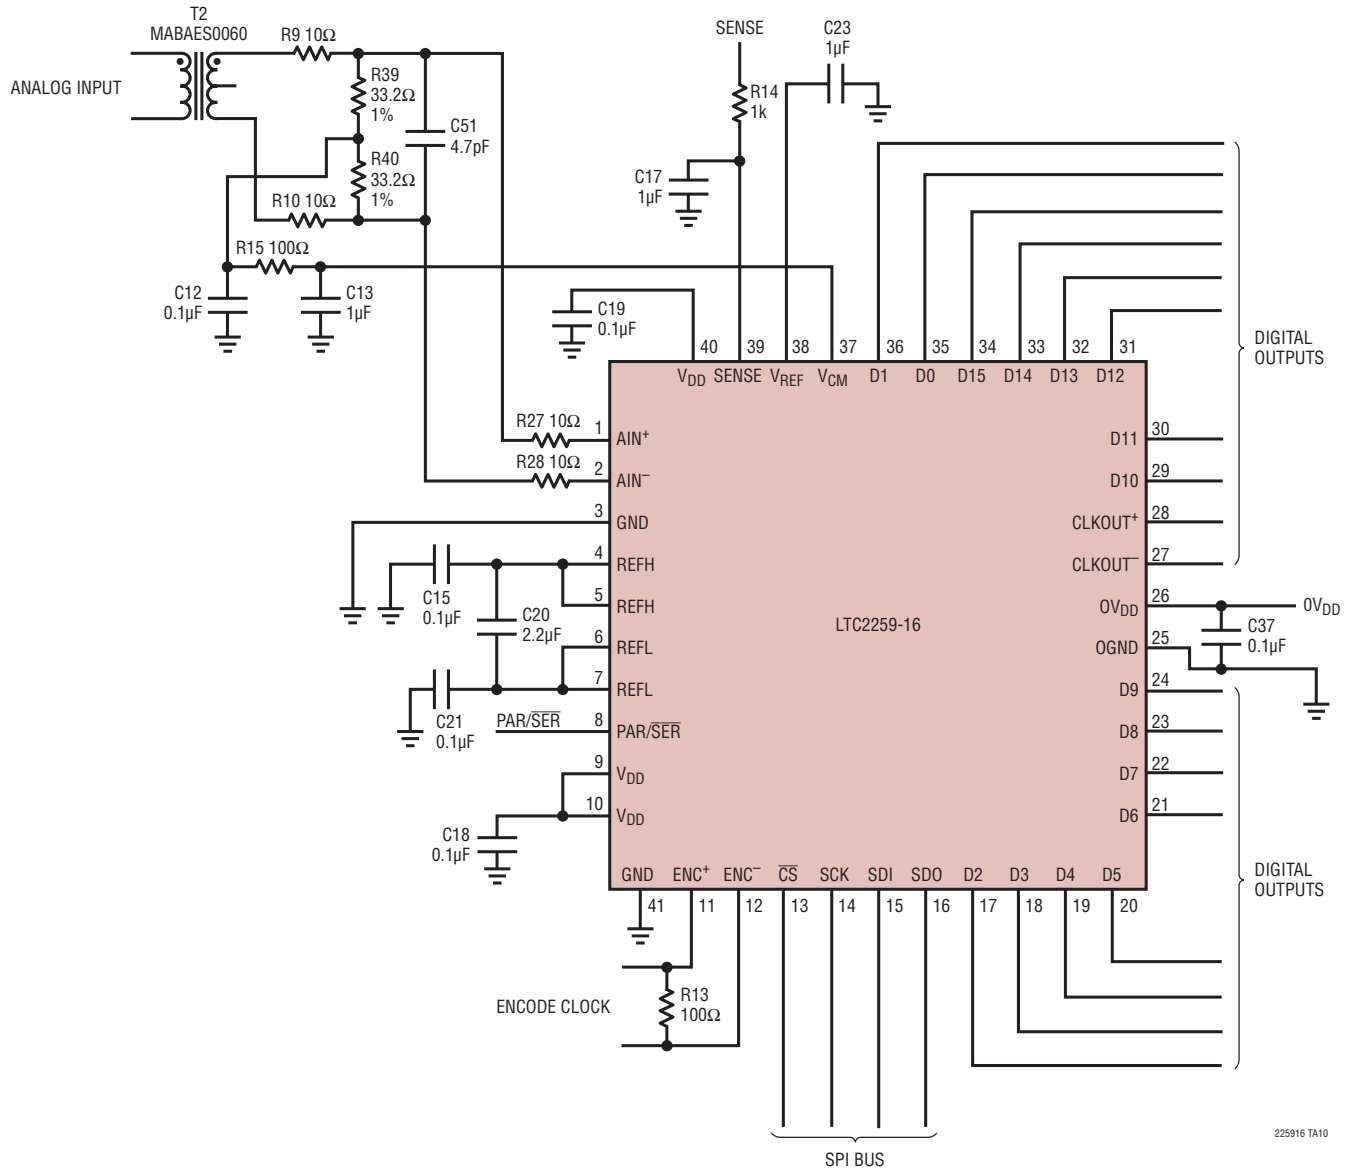 T2
MABAES0060
R9 10Ω
ANALOG INPUT
R39
33.2Ω
1%
C51
4.7pF
R40
33.2Ω
1%
R10 10Ω
R15 100Ω
C12
0.1µF
C13
1µF
SENSE
R14
1k
C23
1µF
C17
1µF
C19
0.1µF
DIGITAL
OUTPUTS
40 39 38 37 36 35 34 33 32 31
VDD SENSE VREF VCM D1 D0 D15 D14 D13 D12
R27 10Ω
1 AIN+
R28 10Ω
2 AIN–
3 GND
4 REFH
5 REFH
6 REFL
7 REFL
PAR/SER
8 PAR/SER
9 VDD
10 VDD
C15
0.1µF
C20
2.2µF
C21
0.1µF
C18
0.1µF
LTC2259-16
D11 30
D10 29
CLKOUT+ 28
CLKOUT– 27
OVDD 26
0VDD
OGND 25
C37
0.1µF
D9 24
D8 23
D7 22
D6 21
GND ENC+ ENC– CS SCK SDI SDO D2 D3 D4 D5
41 11 12 13 14 15 16 17 18 19 20
DIGITAL
OUTPUTS
ENCODE CLOCK
R13
100Ω
SPI BUS
225916 TA10